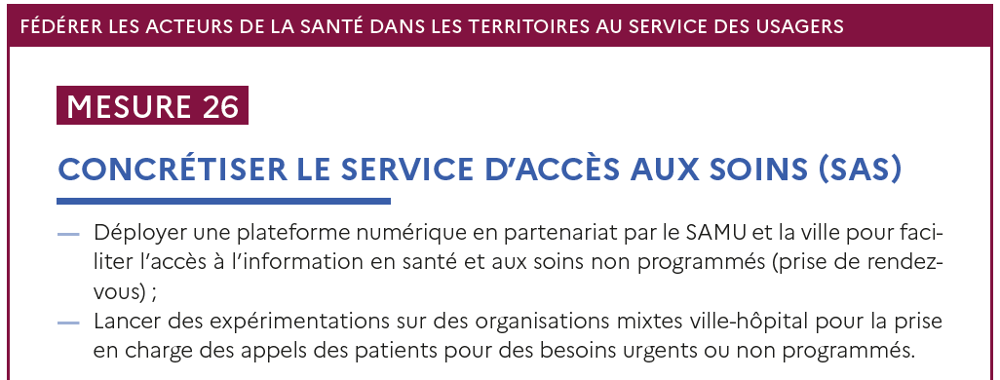 FÉDÉRER LES ACTEURS DE LA SANTÉ DANS LES TERRITOIRES AU SERVICE DES USAGERS
MESURE 26
CONCRÉTISER LE SERVICE D’ACCÈS AUX SOINS (SAS)
— Déployer une plateforme numérique en partenariat par le SAMU et la ville pour faci-
liter l’accès à l’information en santé et aux soins non programmés (prise de rendez-
vous) ;
— Lancer des expérimentations sur des organisations mixtes ville-hôpital pour la prise
en charge des appels des patients pour des besoins urgents ou non programmés.